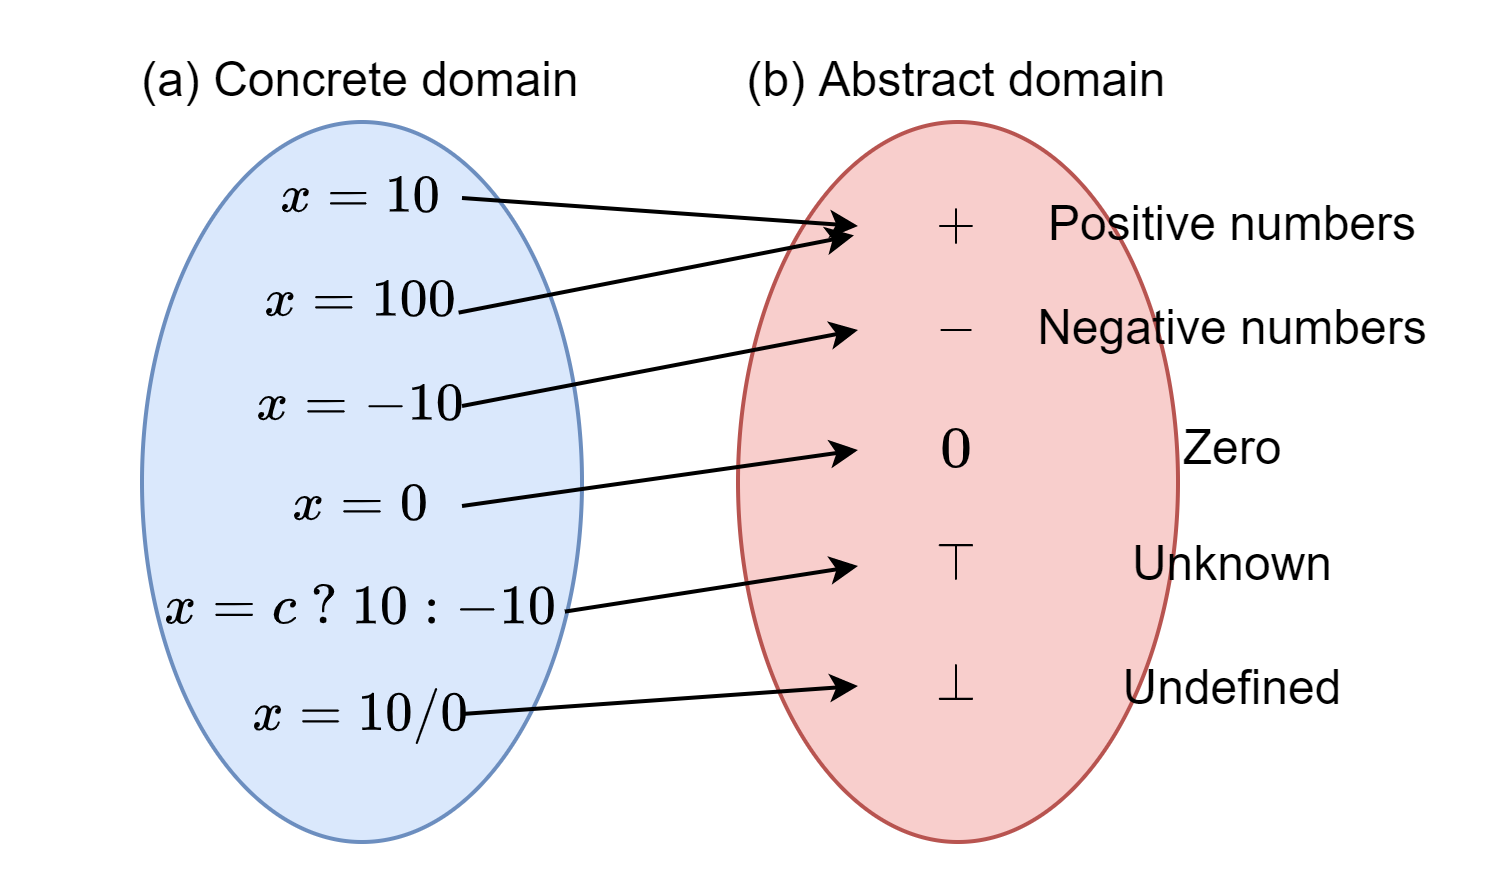 (a) Concrete domain
(b) Abstract domain
x = 10
x = 100
x = −10
x = 0
x = c ? 10 : −10
x = 10/0
+ Positive numbers
− Negative numbers
0 Zero
⊤ Unknown
⊥ Undefined